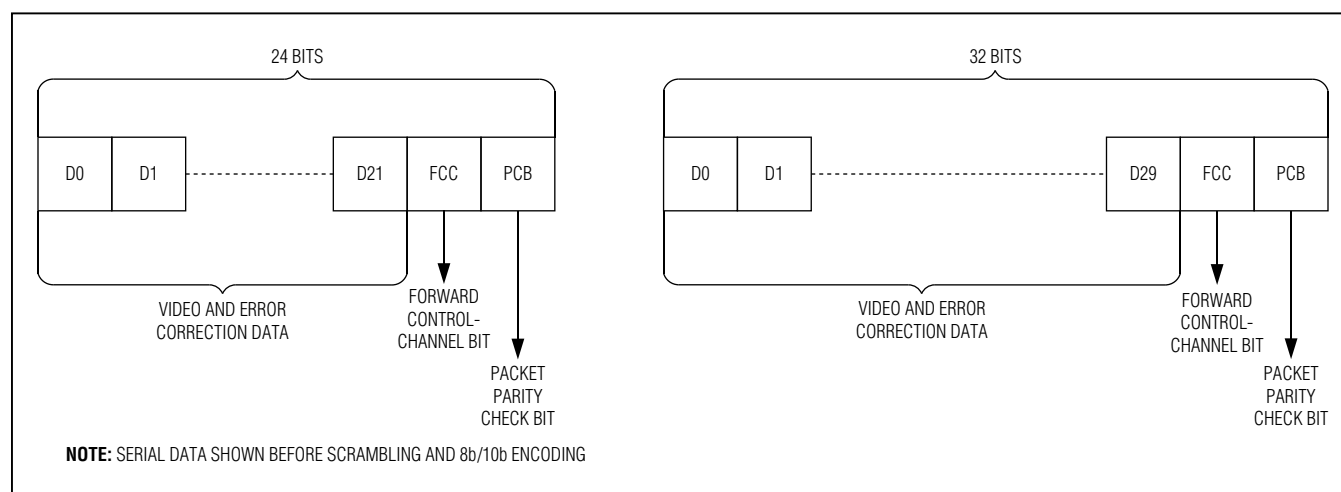 24 BITS
D0 D1 D21 FCC PCB
VIDEO AND ERROR
CORRECTION DATA
FORWARD
CONTROL-
CHANNEL BIT
PACKET
PARITY
CHECK BIT
32 BITS
D0 D1 D29 FCC PCB
VIDEO AND ERROR
CORRECTION DATA
FORWARD
CONTROL-
CHANNEL BIT
PACKET
PARITY
CHECK BIT
NOTE: SERIAL DATA SHOWN BEFORE SCRAMBLING AND 8b/10b ENCODING